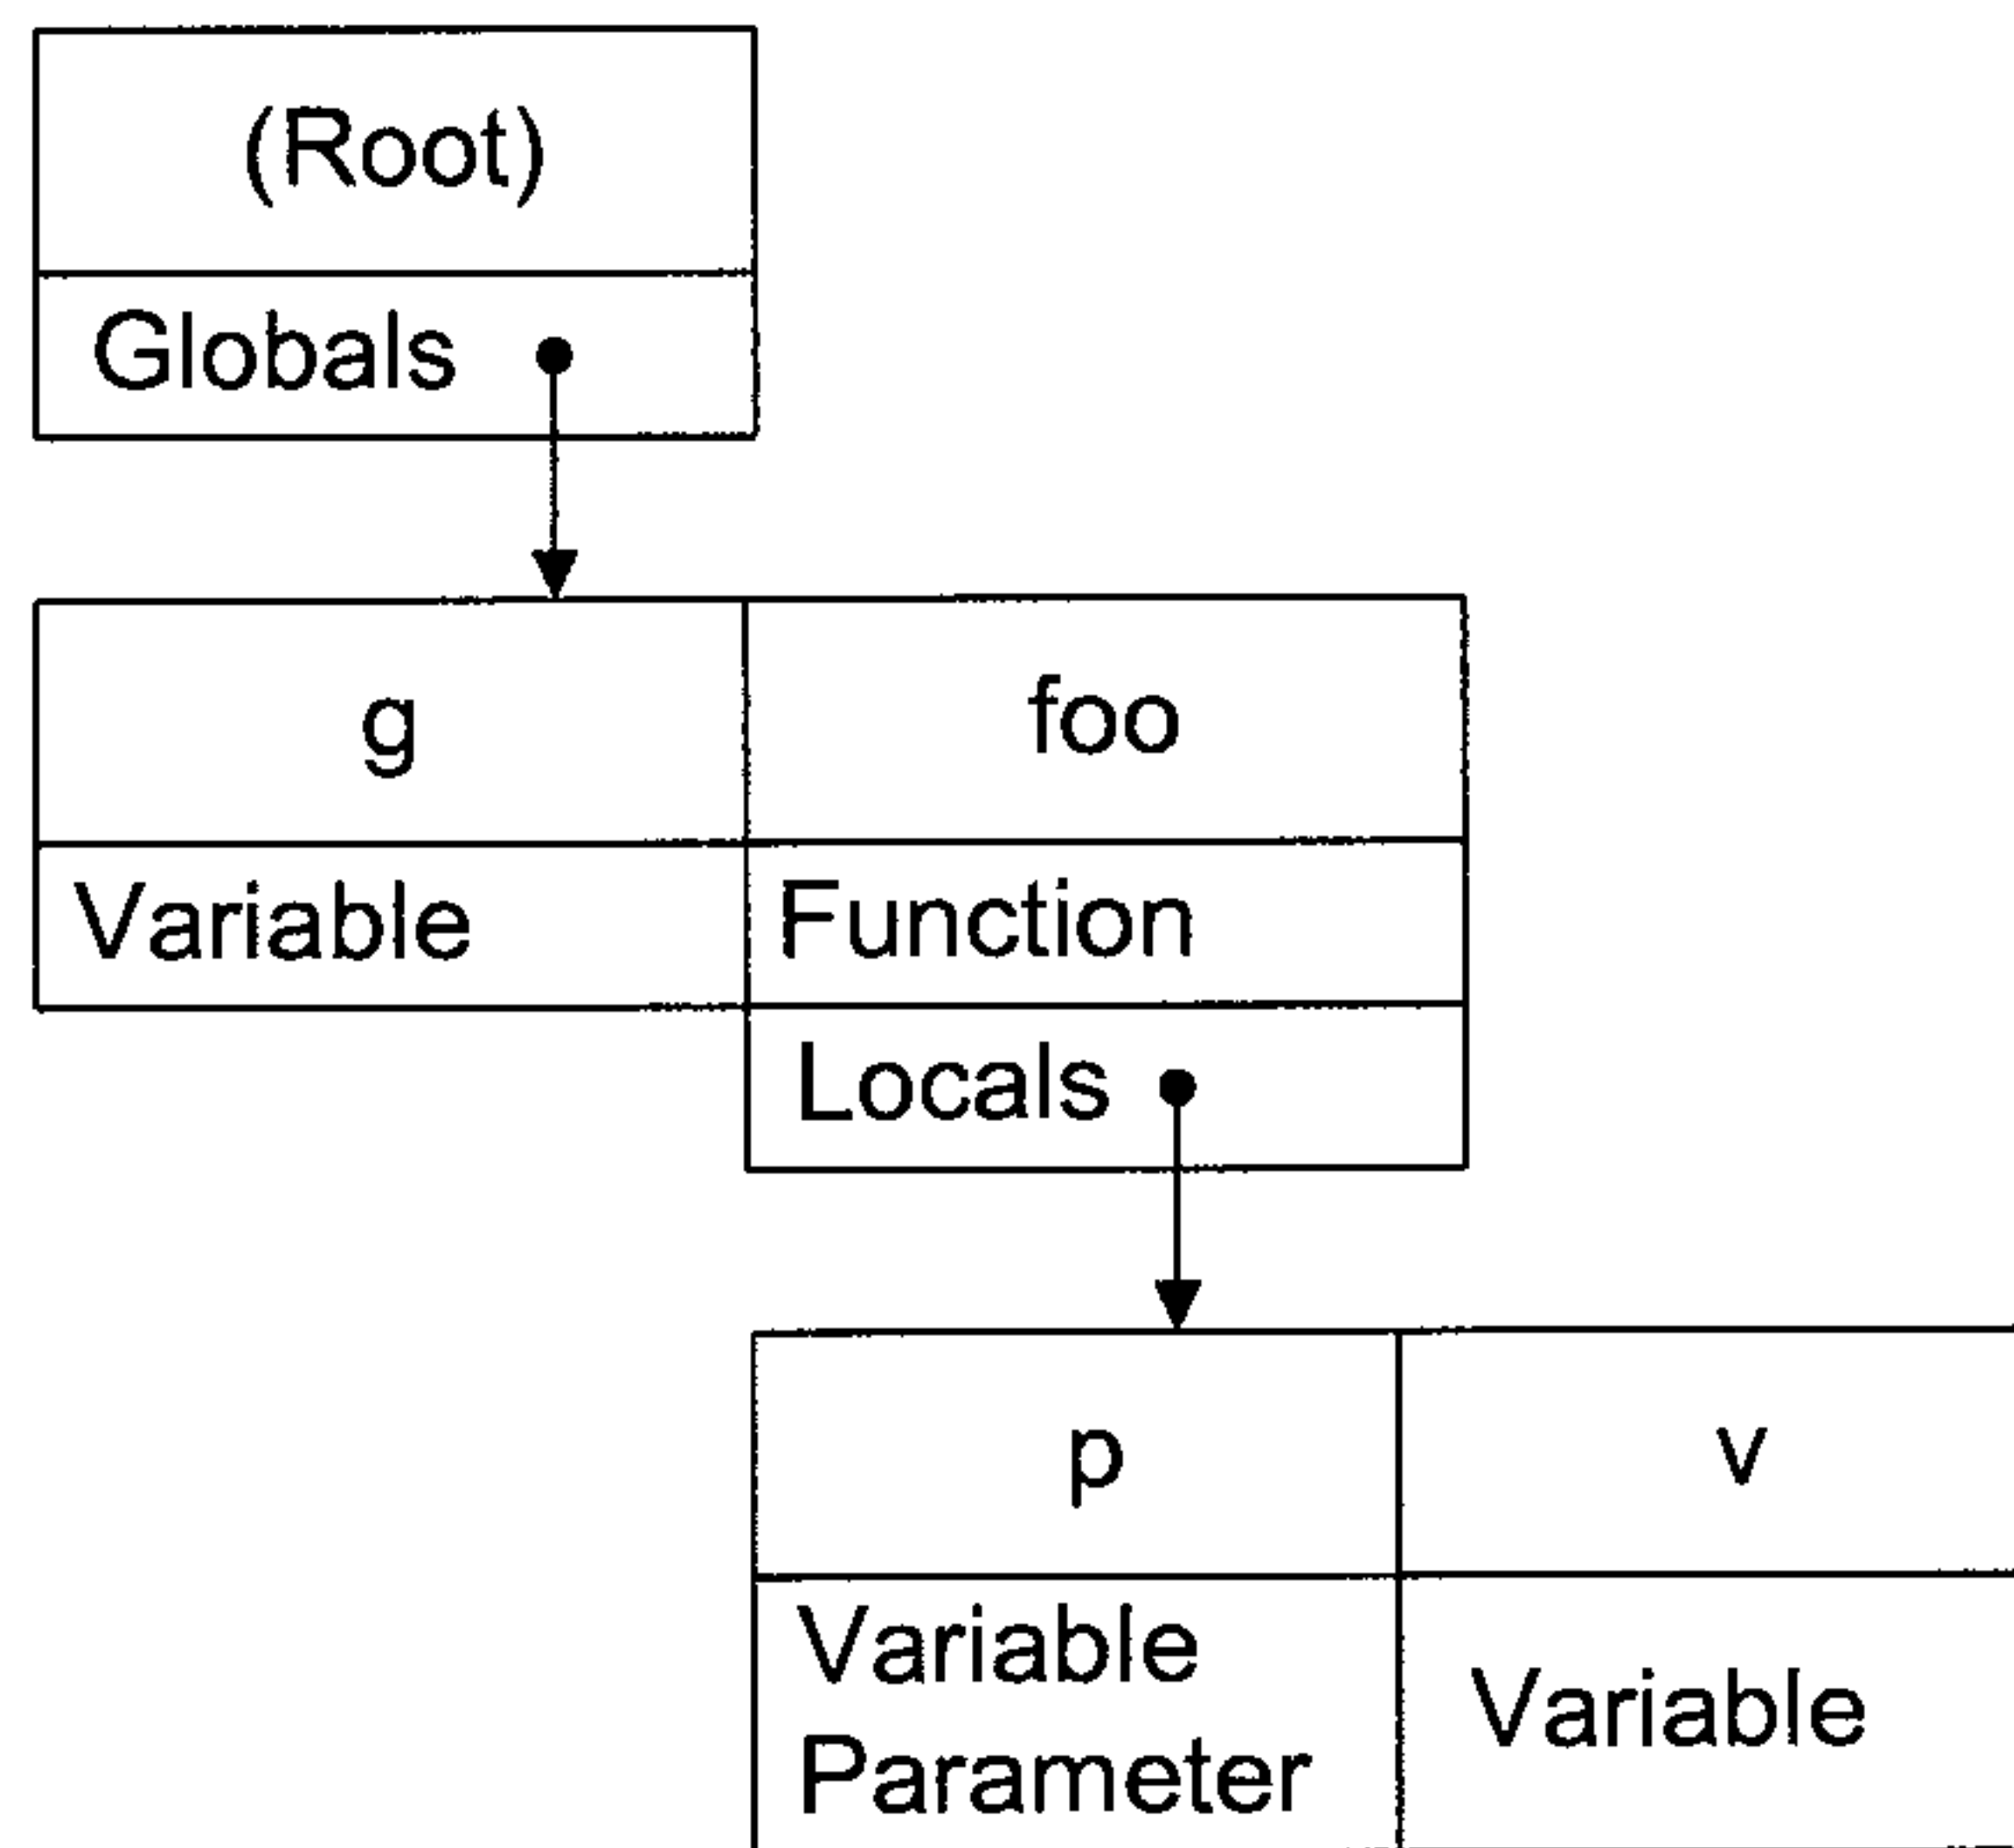 (Root)
Globals
g
foo
Variable
Function
Locals
p
v
Variable
Parameter
Variable